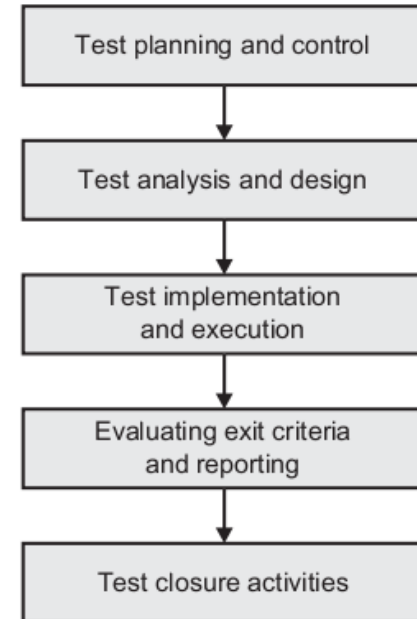 Test planning and control
Test analysis and design
Test implementation
and execution
Evaluating exit criteria
and reporting
Test closure activities